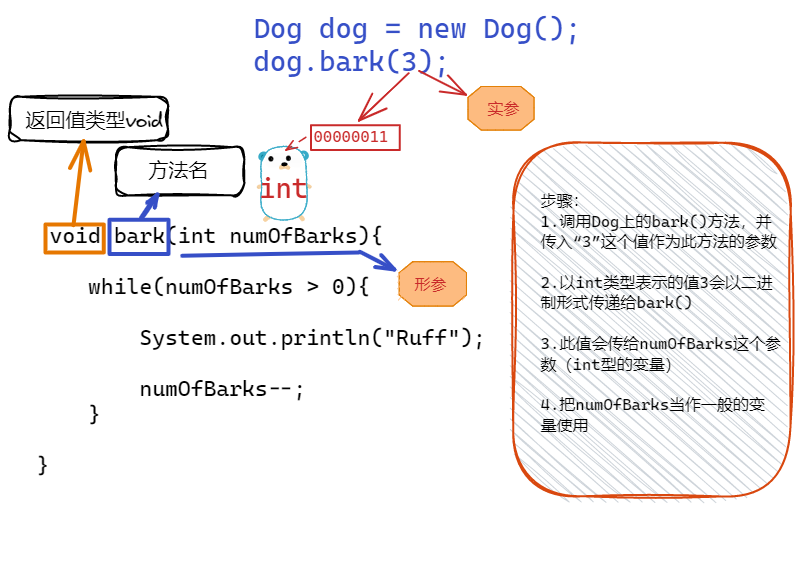 Dog dog = new Dog();
dog.bark(3);
实参
返回值类型void
00000011
方法名
int
void bark(int numOfBarks){
形参
while(numOfBarks > 0){
System.out.println("Ruff");
numOfBarks--;
}
}
步骤:
1.调用Dog上的bark()方法，并
传入“3”这个值作为此方法的参数
2.以int类型表示的值3会以二进
制形式传递给bark()
3.此值会传给numOfBarks这个参
数（int型的变量）
4.把numOfBarks当作一般的变
量使用